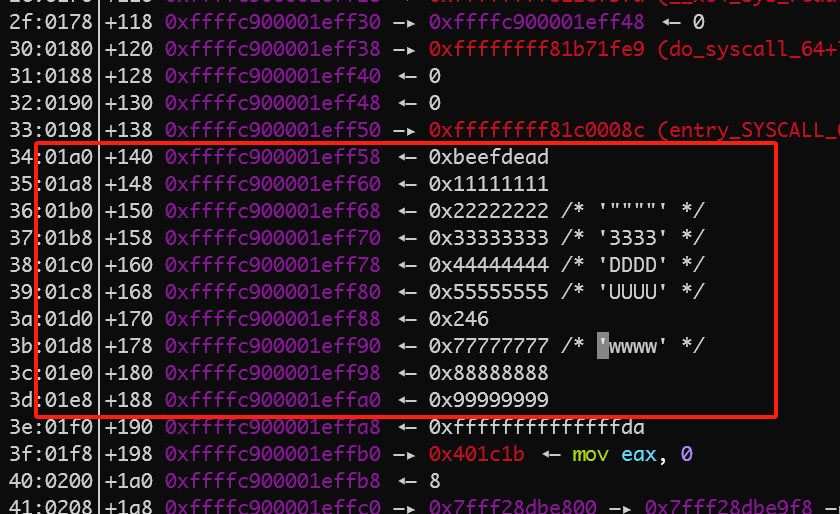 2f:0178│+118 0xffffc900001eff30 —▸ 0xffffc900001eff48 ◂— 0
30:0180│+120 0xffffc900001eff38 —▸ 0xffffffff81b71fe9 (do_syscall_64+
31:0188│+128 0xffffc900001eff40 ◂— 0
32:0190│+130 0xffffc900001eff48 ◂— 0
33:0198│+138 0xffffc900001eff50 —▸ 0xffffffff81c0008c (entry_SYSCALL_
34:01a0│+140 0xffffc900001eff58 ◂— 0xbeefdead
35:01a8│+148 0xffffc900001eff60 ◂— 0x11111111
36:01b0│+150 0xffffc900001eff68 ◂— 0x22222222 /* '""""' */
37:01b8│+158 0xffffc900001eff70 ◂— 0x33333333 /* '3333' */
38:01c0│+160 0xffffc900001eff78 ◂— 0x44444444 /* 'DDDD' */
39:01c8│+168 0xffffc900001eff80 ◂— 0x55555555 /* 'UUUU' */
3a:01d0│+170 0xffffc900001eff88 ◂— 0x246
3b:01d8│+178 0xffffc900001eff90 ◂— 0x77777777 /* 'wwww' */
3c:01e0│+180 0xffffc900001eff98 ◂— 0x88888888
3d:01e8│+188 0xffffc900001effa0 ◂— 0x99999999
3e:01f0│+190 0xffffc900001effa8 ◂— 0xffffffffffffffda
3f:01f8│+198 0xffffc900001effb0 —▸ 0x401c1b ◂— mov eax, 0
40:0200│+1a0 0xffffc900001effb8 ◂— 8
41:0208│+1a8 0xffffc900001effc0 —▸ 0x7fff28dbe800 —▸ 0x7fff28dbe9f8 —